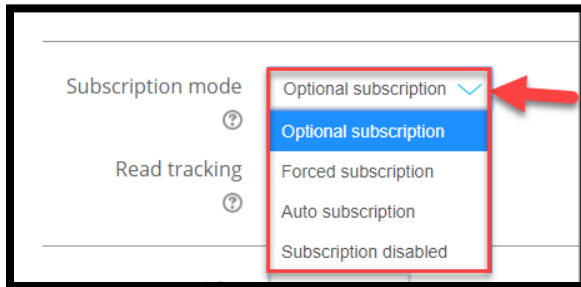 Subscription mode
Optional subscription
Optional subscription
Read tracking
Forced subscription
Auto subscription
Subscription disabled